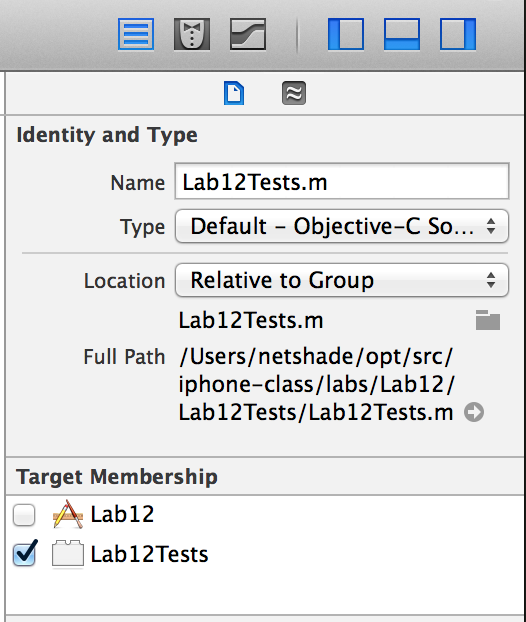 Identity and Type
Name Lab12Tests.m
Type Default - Objective-C So...
Location Relative to Group
Lab12Tests.m
Full Path /Users/netshade/opt/src/
iphone-class/labs/Lab12/
Lab12Tests/Lab12Tests.m
Target Membership
Lab12
Lab12Tests